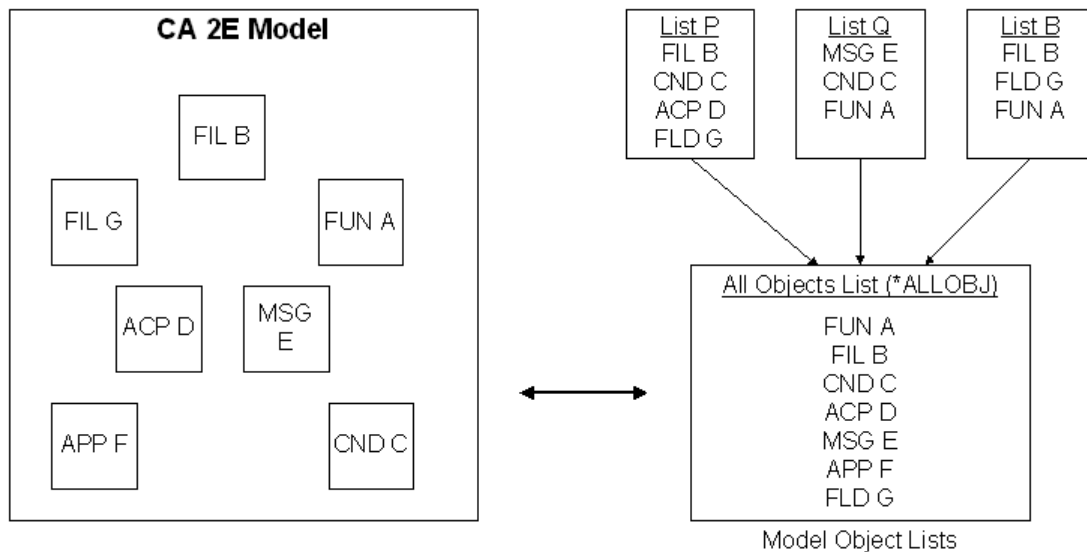 CA 2E Model
FIL B
FIL G
FUN A
ACP D
MSG
E
APP F
CND C
List P
FIL B
CND C
ACP D
FLD G
List Q
MSG E
CND C
FUN A
List B
FIL B
FLD G
FUN A
All Objects List (*ALLOBJ)
FUN A
FIL B
CND C
ACP D
MSG E
APP F
FLD G
Model Object Lists